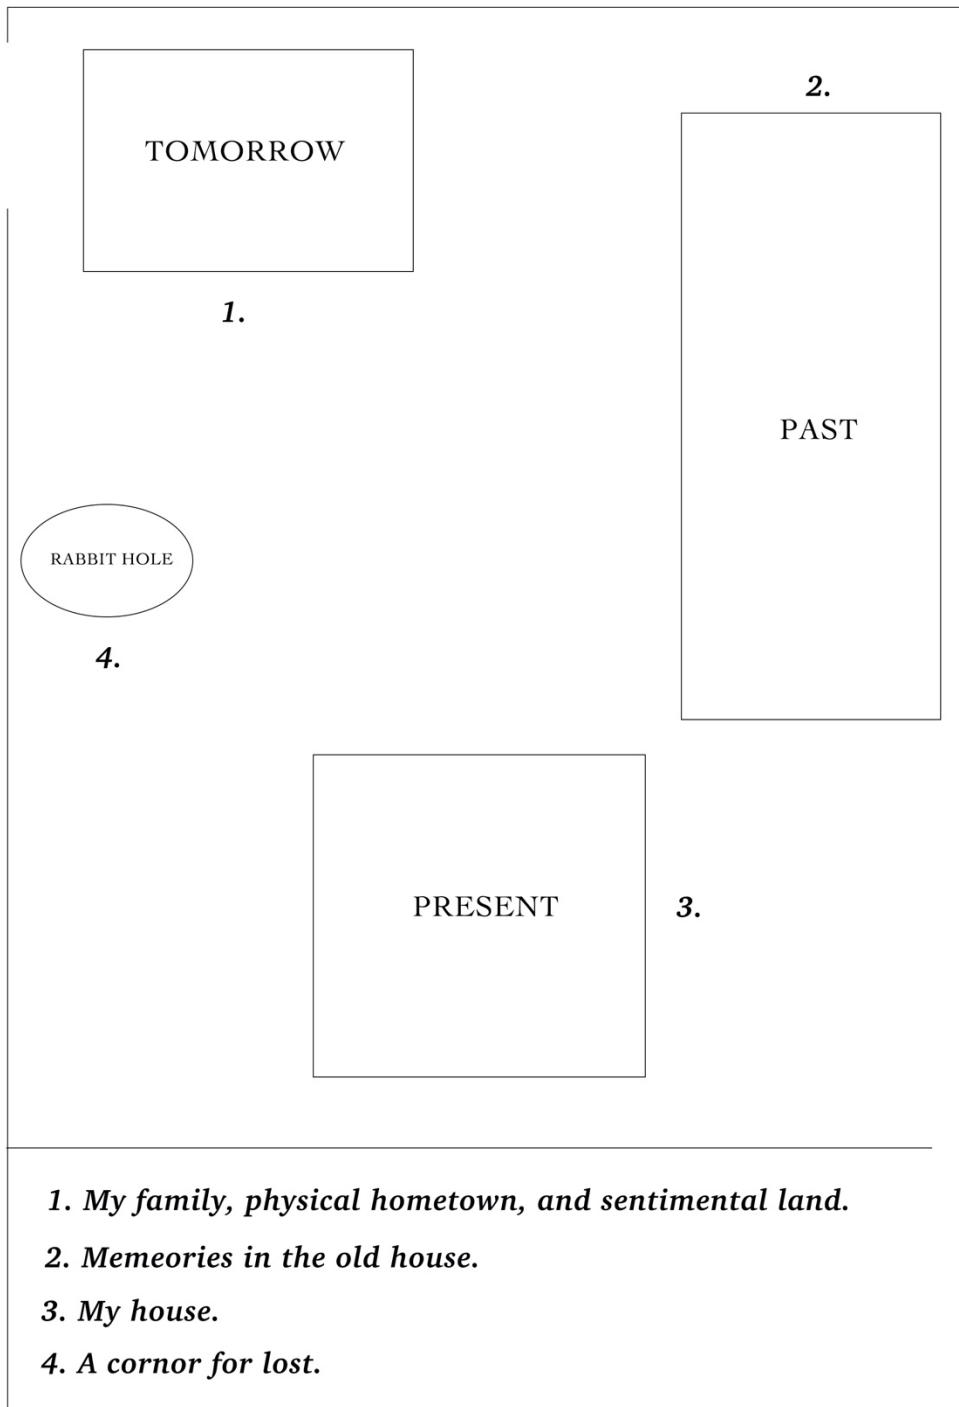 2.
TOMORROW
1.
PAST
RABBIT HOLE
4.
PRESENT
3.
1. My family, physical hometown, and sentimental land.
2. Memeories in the old house.
3. My house.
4. A cornor for lost.